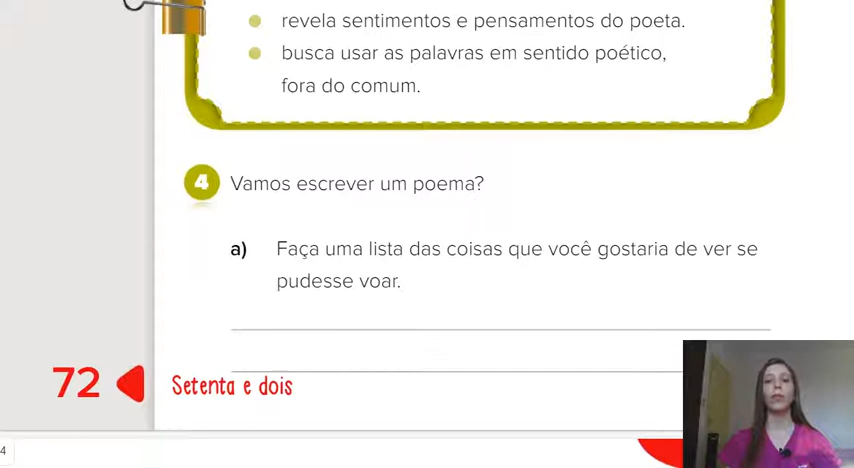 revela sentimentos e pensamentos do poeta.
busca usar as palavras em sentido poético,
fora do comum.
4 Vamos escrever um poema?
a) Faça uma lista das coisas que você gostaria de ver se
pudesse voar.
72 Setenta e dois
4